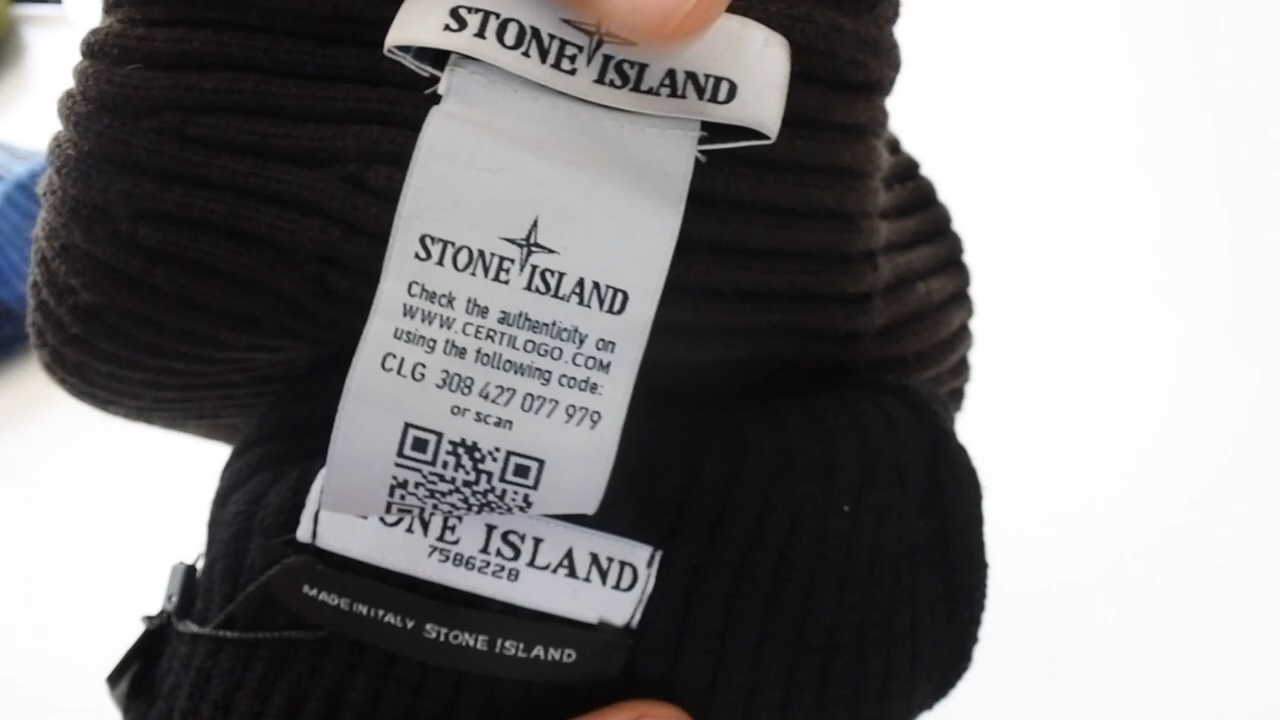 STONE ISLAND
STONE ISLAND
Check the authenticity on
WWW.CERTILOGO.COM
using the following code:
CLG 308 427 077 979
or scan
STONE ISLAND
7586228
MADE IN ITALY STONE ISLAND